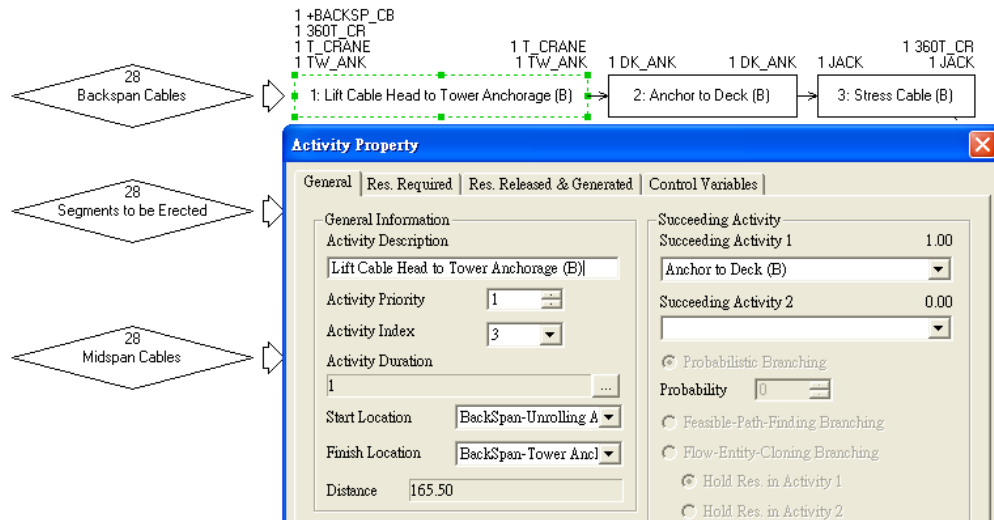 1 +BACKSP_CB
1 360T_CR
1 T_CRANE 1 T_CRANE 1 360T_CR
1 TW_ANK 1 TW_ANK 1 DK_ANK 1 DK_ANK 1 JACK 1 JACK
28
Backspan Cables
1: Lift Cable Head to Tower Anchorage (B) 2: Anchor to Deck (B) 3: Stress Cable (B)
28
Segments to be Erected
28
Midspan Cables
Activity Property
General Res. Required Res. Released & Generated Control Variables
General Information
Activity Description
Lift Cable Head to Tower Anchorage (B)
Activity Priority 1
Activity Index 3
Activity Duration
1 ...
Start Location BackSpan-Unrolling A
Finish Location BackSpan-Tower Ancl
Distance 165.50
Succeeding Activity
Succeeding Activity 1 1.00
Anchor to Deck (B)
Succeeding Activity 2 0.00
Probabilistic Branching
Probability 0
Feasible-Path-Finding Branching
Flow-Entity-Cloning Branching
Hold Res. in Activity 1
Hold Res. in Activity 2